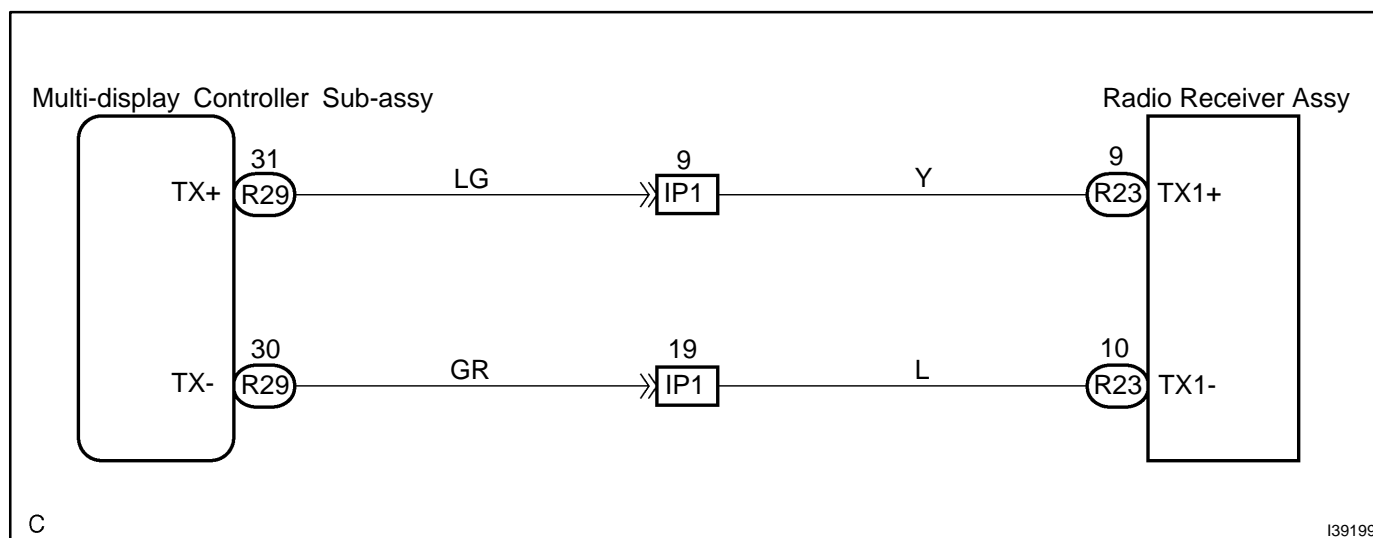 Multi-display Controller Sub-assy
Radio Receiver Assy
31
9
9
LG
Y
TX+
R29
IP1
R23
TX1+
30
19
10
GR
L
TX-
R29
IP1
R23
TX1-
C
I39199